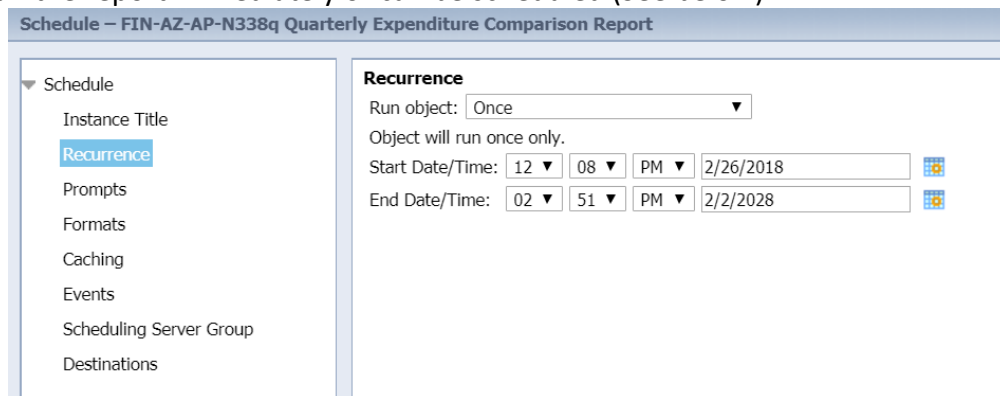 Schedule – FIN-AZ-AP-N338q Quarterly Expenditure Comparison Report
Schedule
Instance Title
Recurrence
Prompts
Formats
Caching
Events
Scheduling Server Group
Destinations
Recurrence
Run object: Once
Object will run once only.
Start Date/Time: 12 08 PM 2/26/2018
End Date/Time: 02 51 PM 2/2/2028